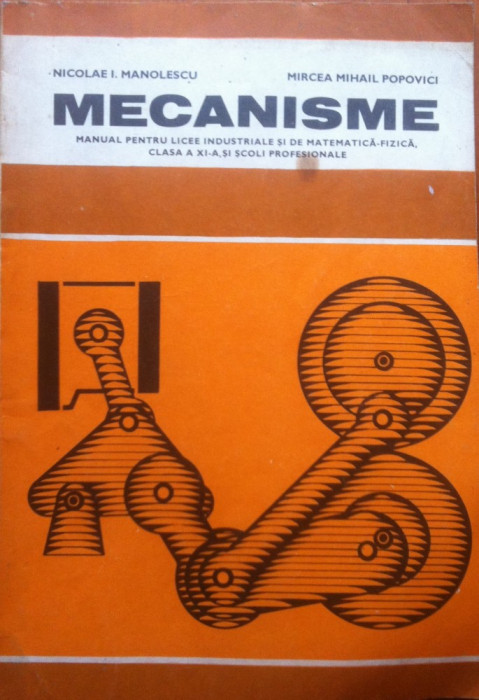 NICOLAE I. MANOLESCU MIRCEA MIHAIL POPOVICI
MECANISME
MANUAL PENTRU LICEE INDUSTRIALE ȘI DE MATEMATICĂ-FIZICĂ,
CLASA A XI-A, ȘI ȘCOLI PROFESIONALE